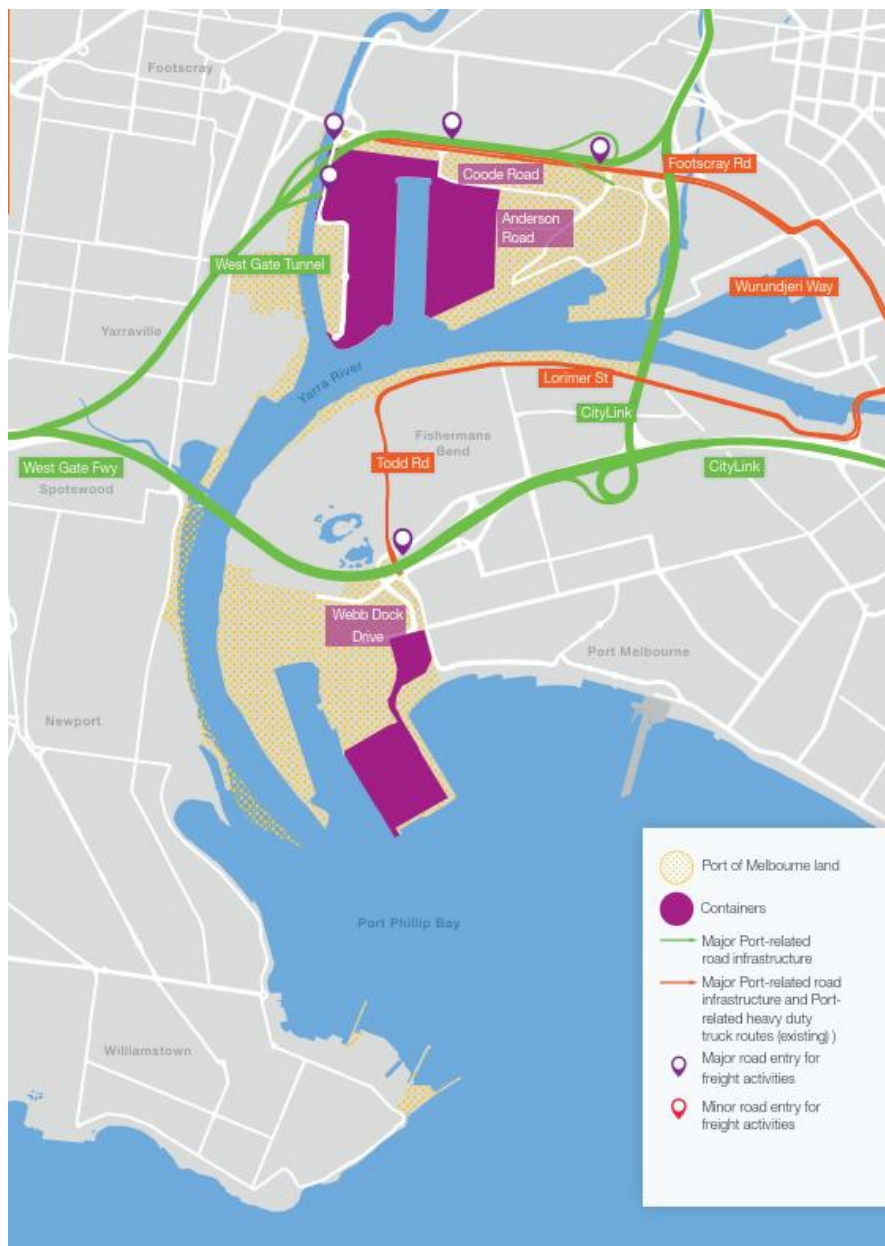 Footscray
Footscray Rd
Coode Road
Anderson
Road
West Gate Tunnel
Wurundjeri Way
Yarraville
Yarra River
Lorimer St
CityLink
Fishermans
Bend
Todd Rd
CityLink
West Gate Fwy
Spotswood
Webb Dock
Drive
Port Melbourne
Newport
Port Phillip Bay
Williamstown
Port of Melbourne land
Containers
Major Port-related
road infrastructure
Major Port-related road
infrastructure and Port-
related heavy duty
truck routes (existing) )
Major road entry for
freight activities
Minor road entry for
freight activities